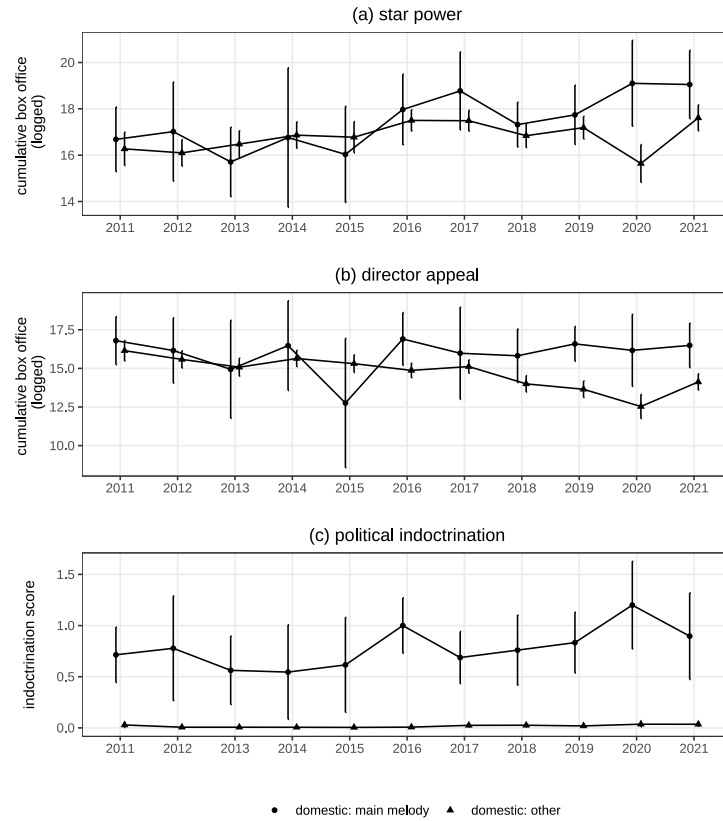 (a) star power
cumulative box office
(logged)
20
18
16
14
2011 2012 2013 2014 2015 2016 2017 2018 2019 2020 2021
(b) director appeal
cumulative box office
(logged)
17.5
15.0
12.5
10.0
2011 2012 2013 2014 2015 2016 2017 2018 2019 2020 2021
(c) political indoctrination
indoctrination score
1.5
1.0
0.5
0.0
2011 2012 2013 2014 2015 2016 2017 2018 2019 2020 2021
domestic: main melody domestic: other